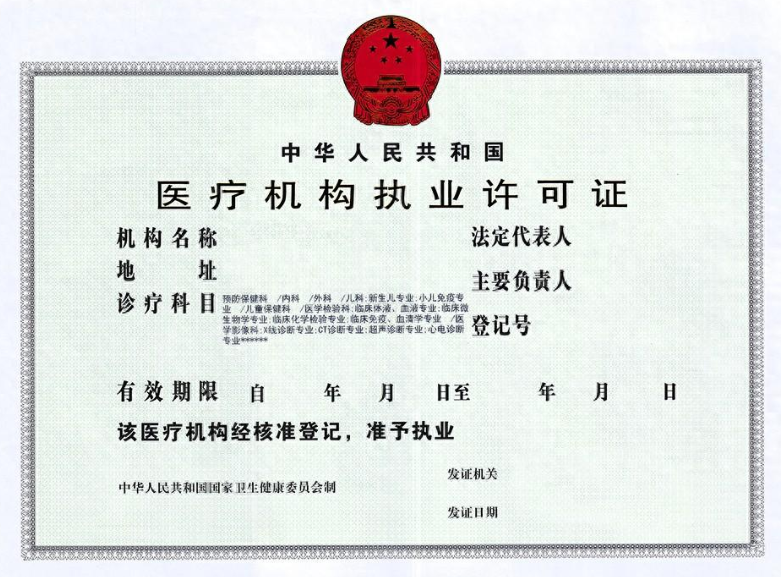 中华人民共和国
医疗机构执业许可证
机构名称
法定代表人
地 址
主要负责人
诊疗科目
预防保健科 /内科 /外科 /儿科;新生儿专业;小儿免疫专
业 /儿童保健科 /医学检验科;临床体液、血液专业;临床微
生物学专业;临床化学检验专业;临床免疫、血清学专业 /医
学影像科;X线诊断专业;CT诊断专业;超声诊断专业;心电诊断
专业******
登记号
有效期限 自 年 月 日至 年 月 日
该医疗机构经核准登记，准予执业
中华人民共和国国家卫生健康委员会制
发证机关
发证日期